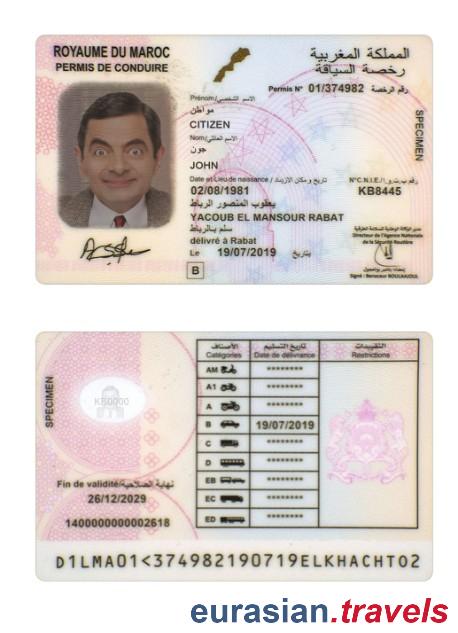 ROYAUME DU MAROC
PERMIS DE CONDUIRE
المملكة المغربية
رخصة السياقة
Permis N° 01/374982 رقم الرخصة
Prénom/ الاسم الشخصي
مواطن
CITIZEN
Nom/ الاسم العائلي
جون
JOHN
Date et Lieu de naissance / تاريخ ومكان الازدياد
02/08/1981
يعقوب المنصور الرباط
YACOUB EL MANSOUR RABAT
سلم بالرباط
délivré à Rabat
Le 19/07/2019 بتاريخ
B
N°C.N.I.E./ رقم ب.ت.و.إ
KB8445
Directeur de l'Agence Nationale
de la Sécurité Routière
Signé : Benaceur BOULAAJOUL
SPECIMEN
SPECIMEN
KB0000
Fin de validité/ نهاية الصلاحية
26/12/2029
1400000000002618
الأصناف تاريخ التسليم التقييدات
Catégories Date de délivrance Restrictions
AM ********
A1 ********
A ********
B 19/07/2019
C ********
D ********
EB ********
EC ********
ED ********
D1LMA01<374982190719ELKHACHTO2
eurasian.travels